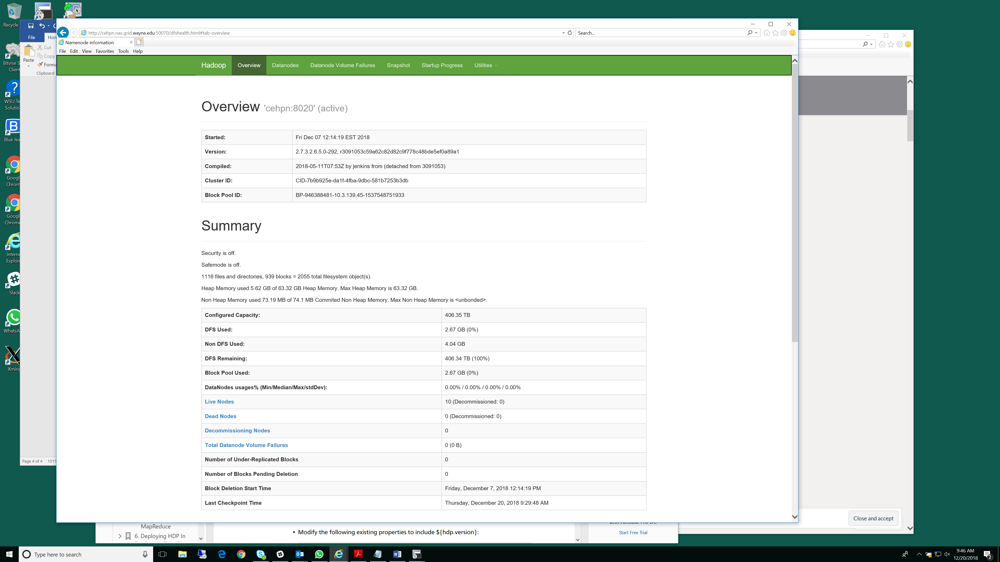 Recycle
File
Hom
Cut
Copy
Paste
Forma
Clipboard
http://cehpn.nas.grid.wayne.edu:50070/dfshealth.html#tab-overview
Search...
Namenode information
File Edit View Favorites Tools Help
Hadoop Overview Datanodes Datanode Volume Failures Snapshot Startup Progress Utilities
Overview 'cehpn:8020' (active)
Started: Fri Dec 07 12:14:19 EST 2018
Version: 2.7.3.2.6.5.0-292, r3091053c59a62c82d82c9f778c48bde5ef0a89a1
Compiled: 2018-05-11T07:53Z by jenkins from (detached from 3091053)
Cluster ID: CID-7b9b925e-da1f-4fba-9dbc-581b7253b3db
Block Pool ID: BP-946388481-10.3.139.45-1537548751933
Summary
Security is off.
Safemode is off.
1116 files and directories, 939 blocks = 2055 total filesystem object(s).
Heap Memory used 5.62 GB of 63.32 GB Heap Memory. Max Heap Memory is 63.32 GB.
Non Heap Memory used 73.19 MB of 74.1 MB Commited Non Heap Memory. Max Non Heap Memory is <unbonded>.
Configured Capacity: 406.35 TB
DFS Used: 2.67 GB (0%)
Non DFS Used: 4.04 GB
DFS Remaining: 406.34 TB (100%)
Block Pool Used: 2.67 GB (0%)
DataNodes usages% (Min/Median/Max/stdDev): 0.00% / 0.00% / 0.00% / 0.00%
Live Nodes 10 (Decommissioned: 0)
Dead Nodes 0 (Decommissioned: 0)
Decommissioning Nodes 0
Total Datanode Volume Failures 0 (0 B)
Number of Under-Replicated Blocks 0
Number of Blocks Pending Deletion 0
Block Deletion Start Time Friday, December 7, 2018 12:14:19 PM
Last Checkpoint Time Thursday, December 20, 2018 9:29:48 AM
Bitvise S
Client
WSU Te
Solutio
Blue Jea
Googl
Chrom
Googl
Chrome
Interne
Explore
Slack
WhatsA
Xming
Page 4 of 4 1015
Close and accept
MapReduce
6. Deploying HDP In
• Modify the following existing properties to include ${hdp.version}:
Start Free Trial
Type here to search
9:46 AM
12/20/2018
2